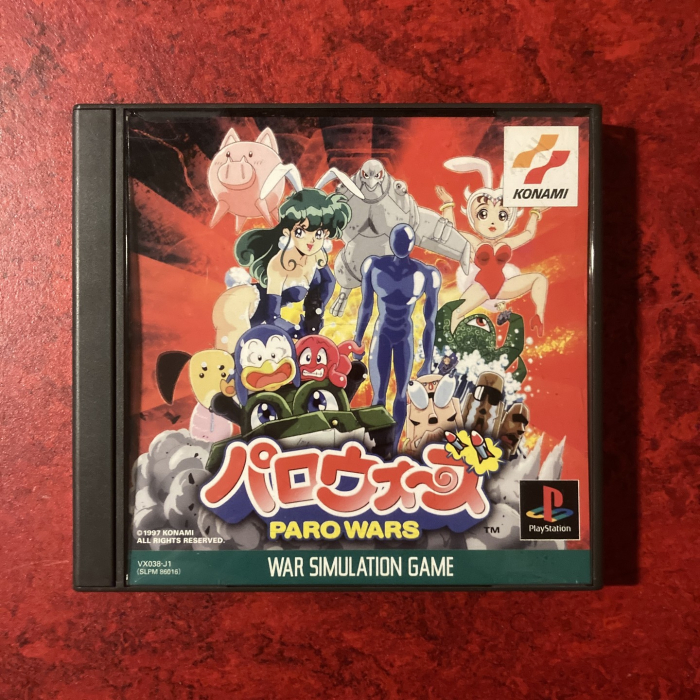 KONAMI
パロウォーズ
PARO WARS
TM
©1997 KONAMI
ALL RIGHTS RESERVED.
PlayStation
VX038-J1
(SLPM 86016)
WAR SIMULATION GAME